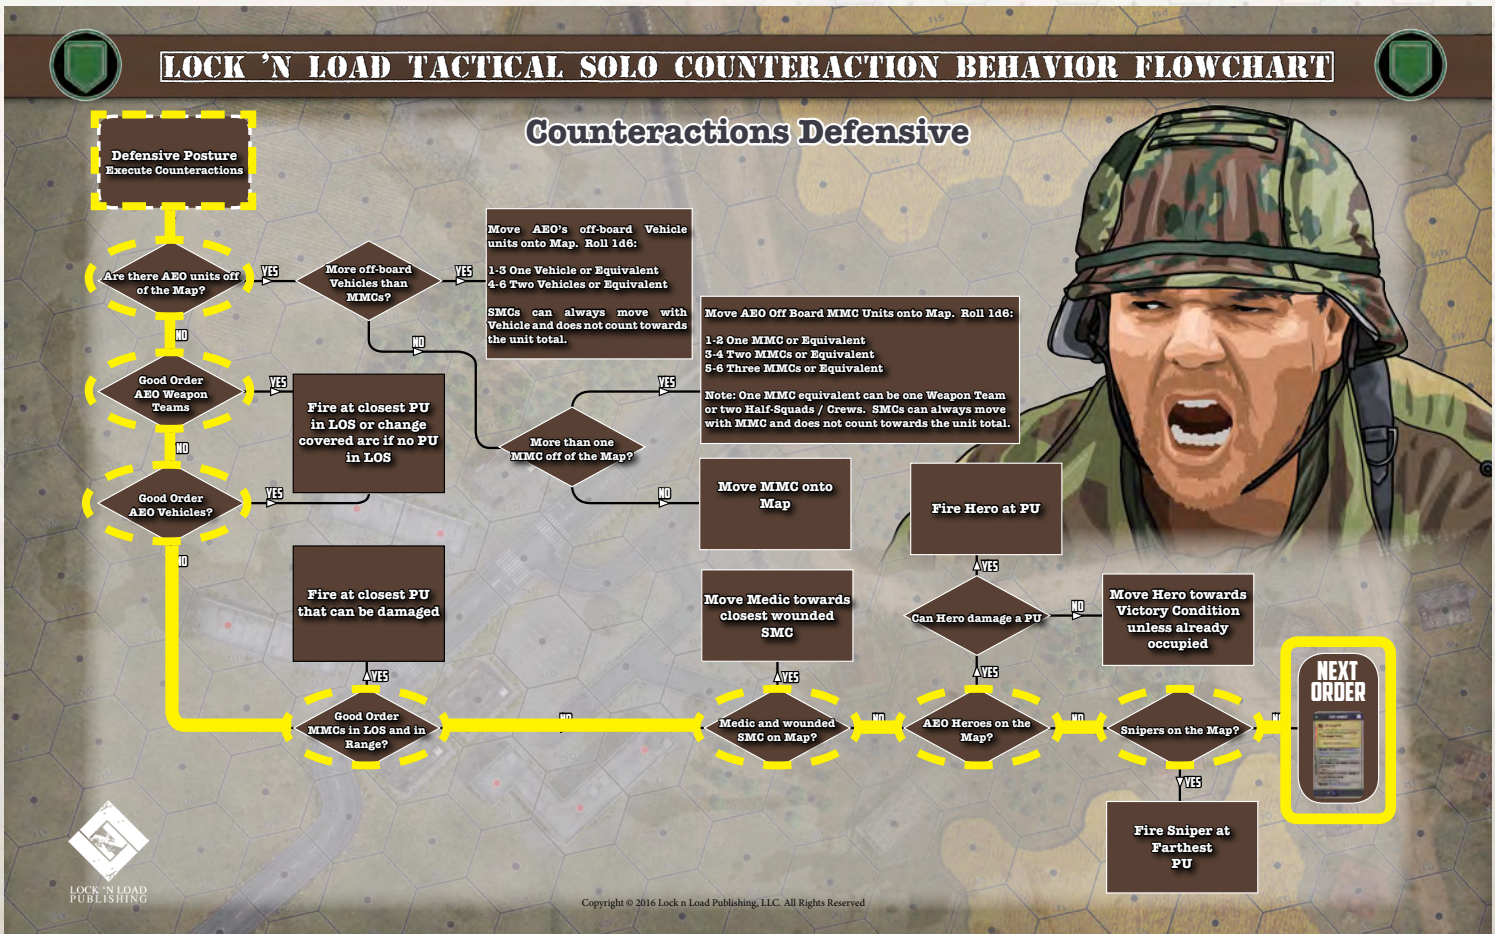 LOCK 'N LOAD TACTICAL SOLO COUNTERACTION BEHAVIOR FLOWCHART
Counteractions Defensive
Defensive Posture
Execute Counteractions
Are there AEO units off
of the Map?
YES
More off-board
Vehicles than
MMCs?
YES
Move AEO's off-board Vehicle
units onto Map. Roll 1d6:
1-3 One Vehicle or Equivalent
4-6 Two Vehicles or Equivalent
SMCs can always move with
Vehicle and does not count towards
the unit total.
NO
NO
Move AEO Off Board MMC Units onto Map. Roll 1d6:
1-2 One MMC or Equivalent
3-4 Two MMCs or Equivalent
5-6 Three MMCs or Equivalent
Note: One MMC equivalent can be one Weapon Team
or two Half-Squads / Crews. SMCs can always move
with MMC and does not count towards the unit total.
Good Order
AEO Weapon
Teams
YES
Fire at closest PU
in LOS or change
covered arc if no PU
in LOS
YES
More than one
MMC off of the Map?
NO
Move MMC onto
Map
NO
Good Order
AEO Vehicles?
YES
NO
Fire at closest PU
that can be damaged
YES
Good Order
MMCs in LOS and in
Range?
NO
Move Medic towards
closest wounded
SMC
YES
Medic and wounded
SMC on Map?
NO
Fire Hero at PU
YES
Can Hero damage a PU
NO
Move Hero towards
Victory Condition
unless already
occupied
YES
AEO Heroes on the
Map?
NO
Snipers on the Map?
NO
YES
Fire Sniper at
Farthest
PU
NEXT
ORDER
LOCK 'N LOAD
PUBLISHING
Copyright © 2016 Lock n Load Publishing, LLC. All Rights Reserved